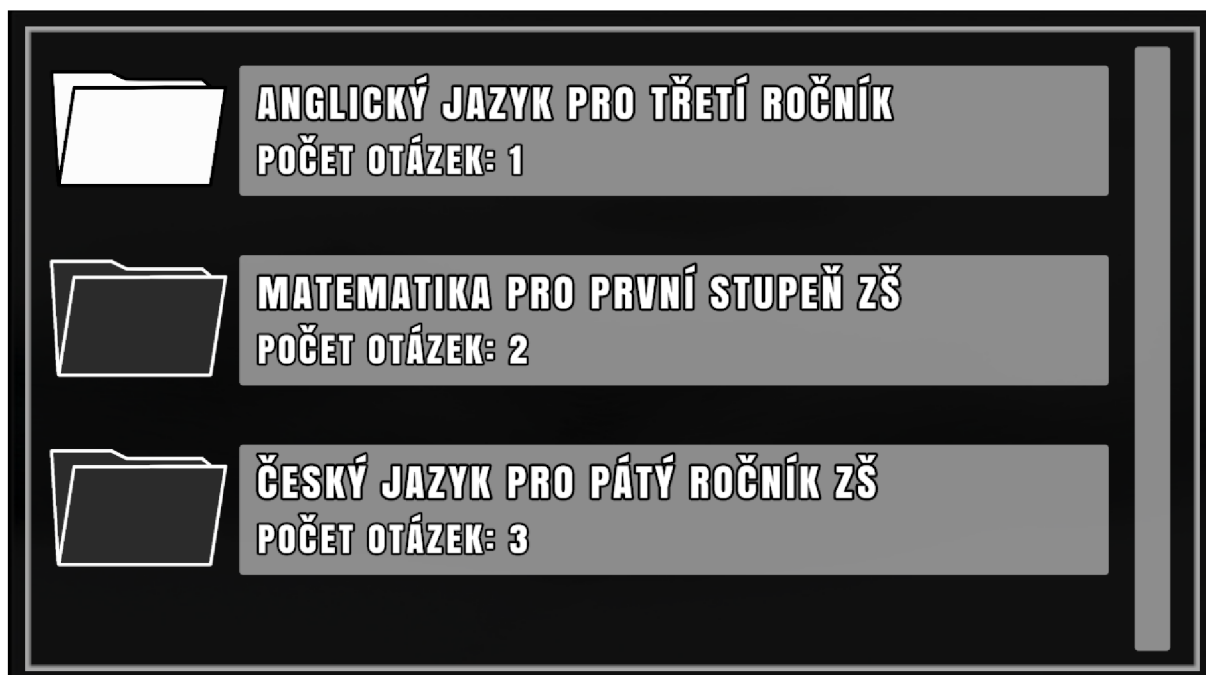 ANGLICKÝ JAZYK PRO TŘETÍ ROČNÍK
POČET OTÁZEK: 1
MATEMATIKA PRO PRVNÍ STUPEŇ ZŠ
POČET OTÁZEK: 2
ČESKÝ JAZYK PRO PÁTÝ ROČNÍK ZŠ
POČET OTÁZEK: 3